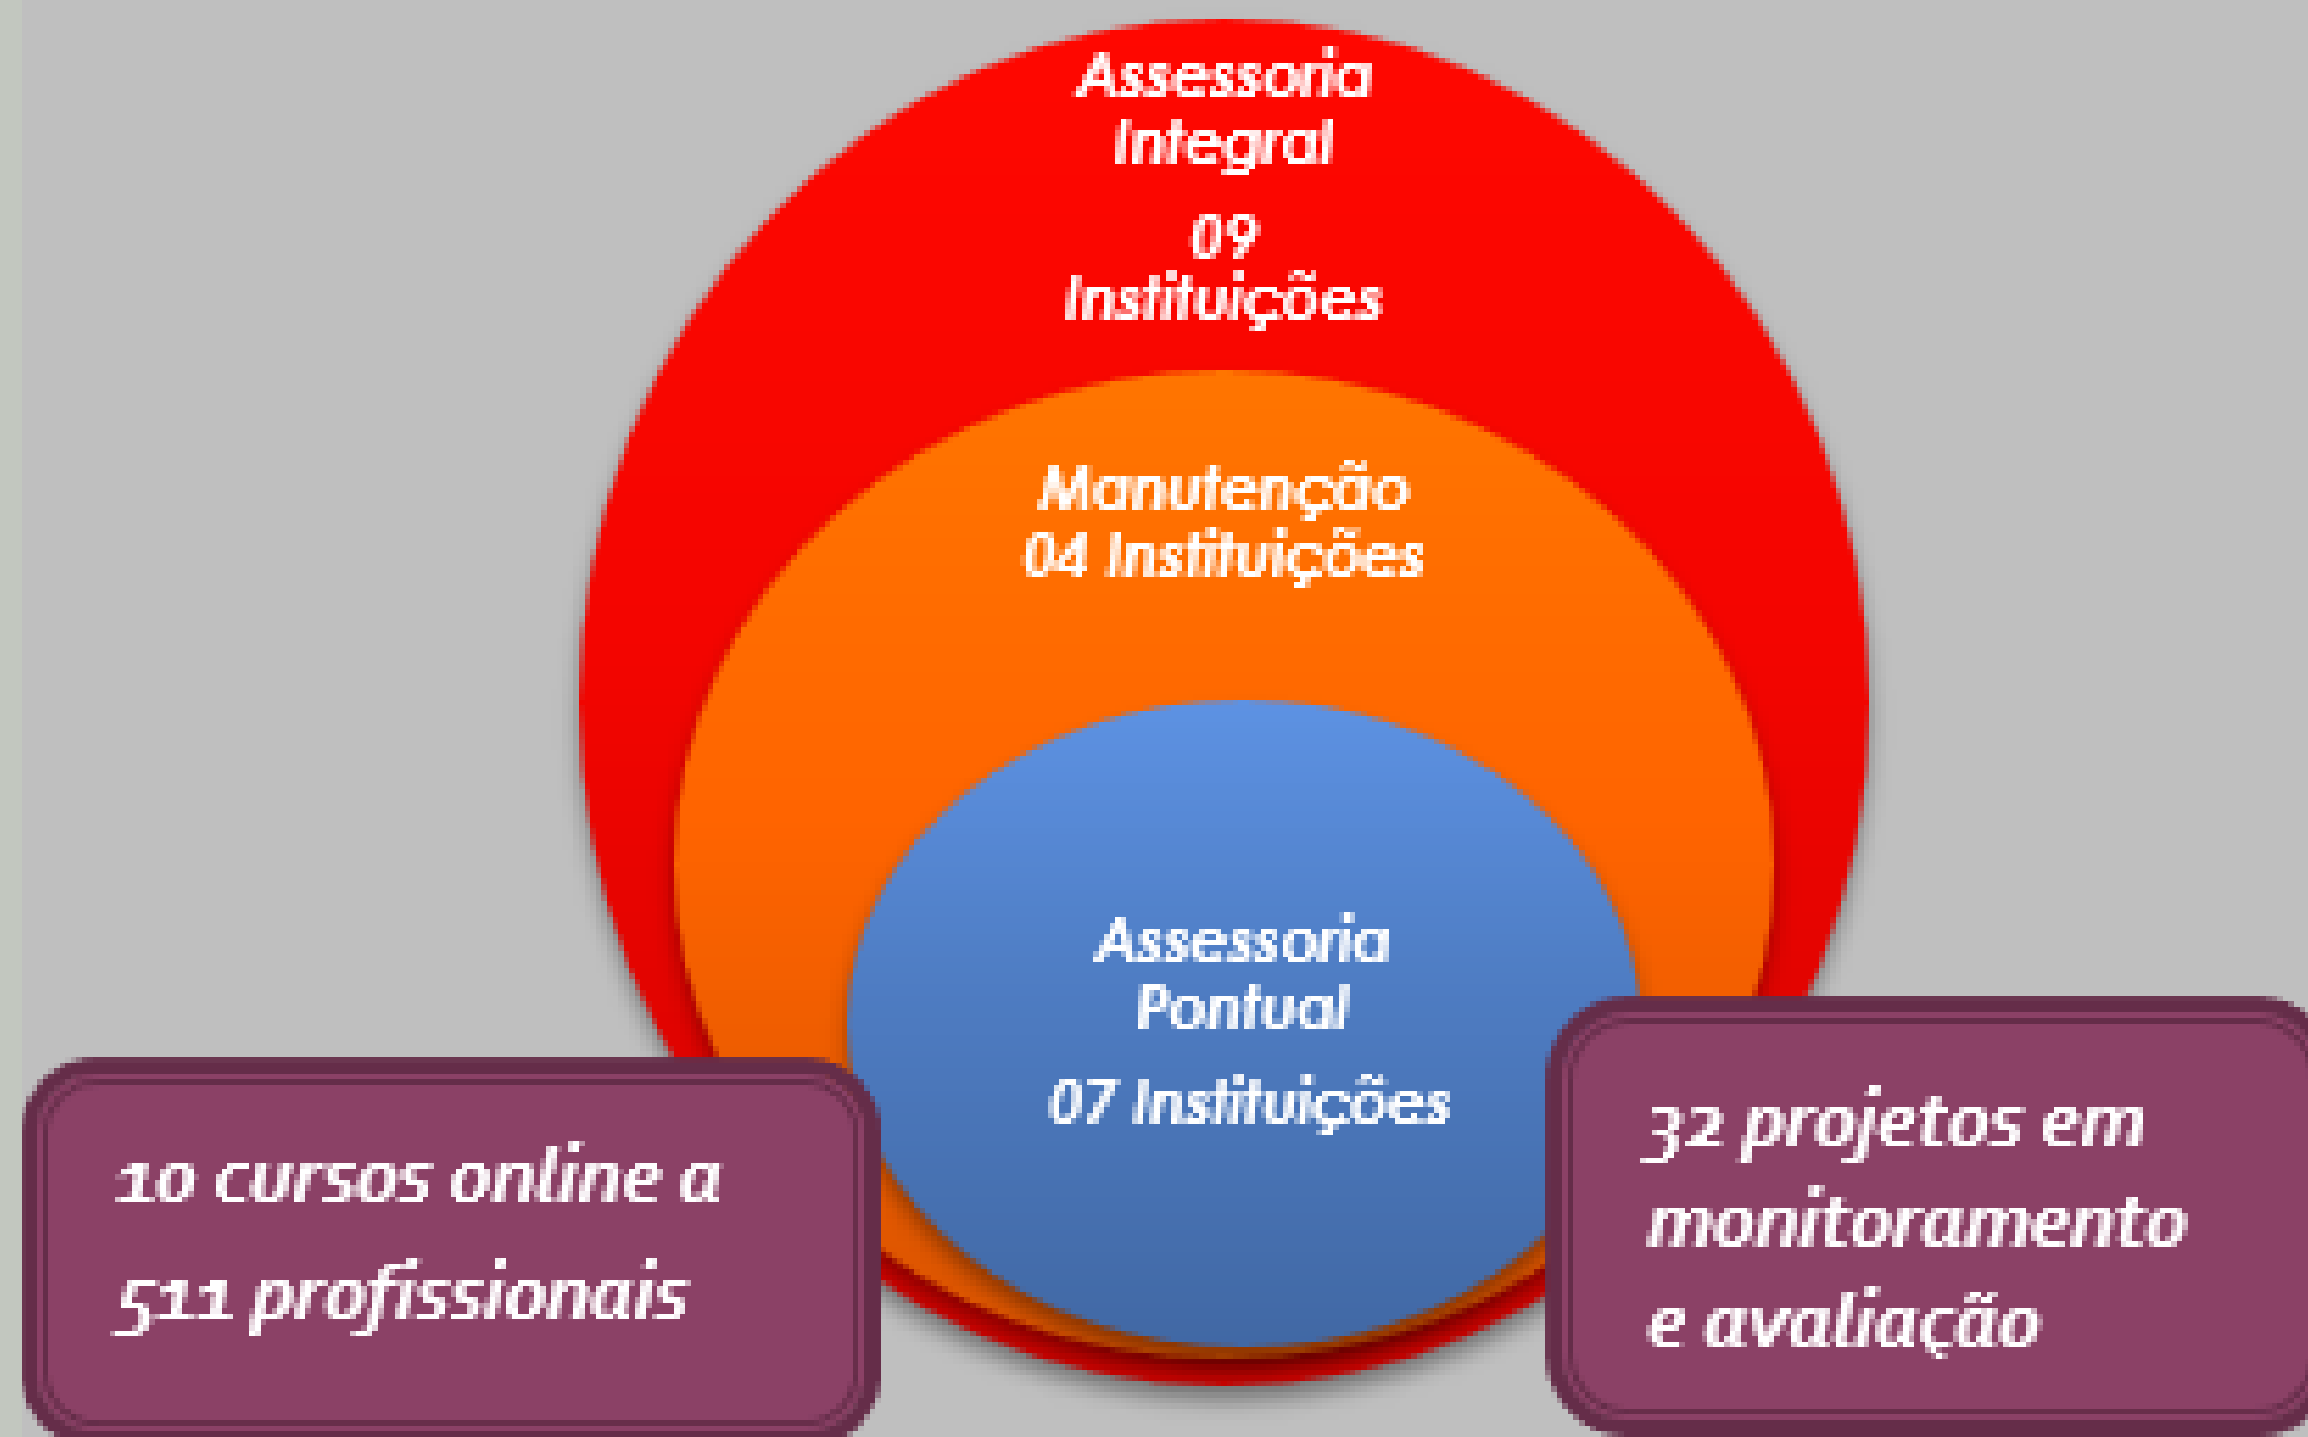 Assessoria
Integral
09
Instituições
Manutenção
04 Instituições
Assessoria
Pontual
07 Instituições
10 cursos online a
511 profissionais
32 projetos em
monitoramento
e avaliação